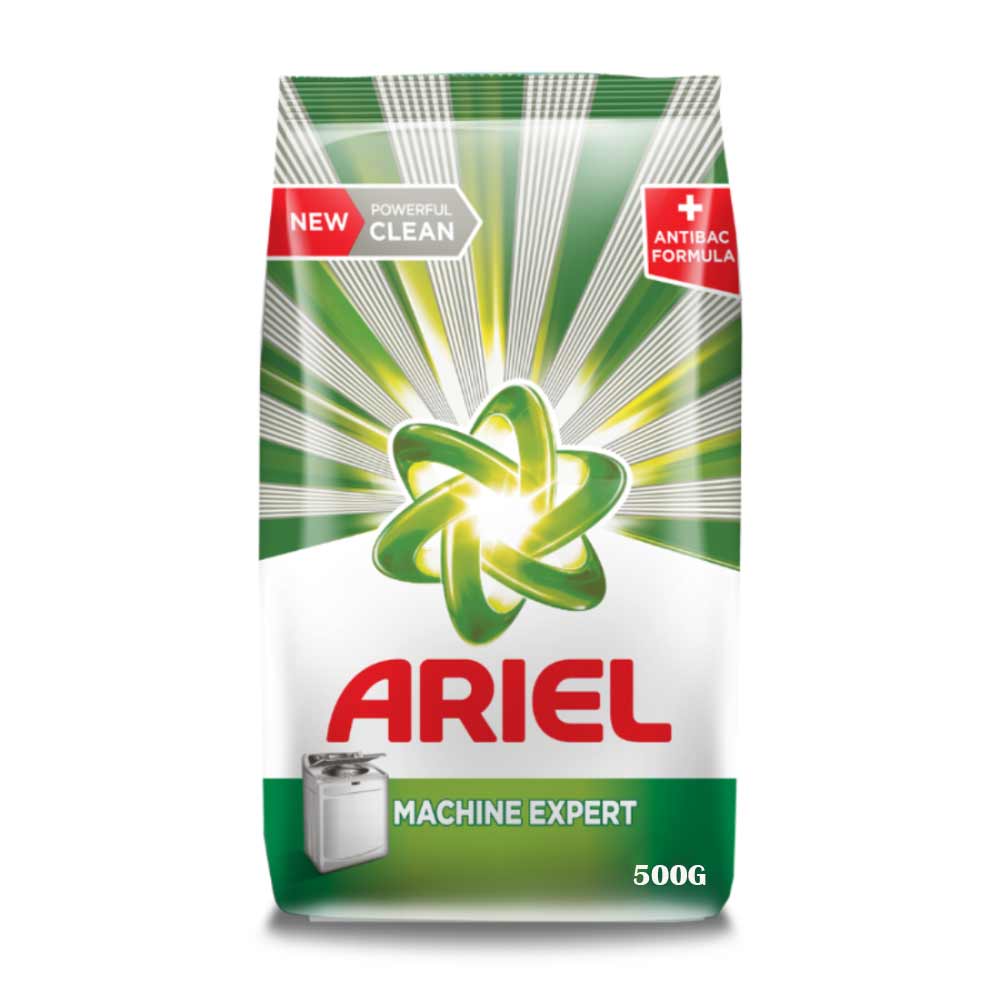 NEW
POWERFUL
CLEAN
+
ANTIBAC
FORMULA
ARIEL
MACHINE EXPERT
500G